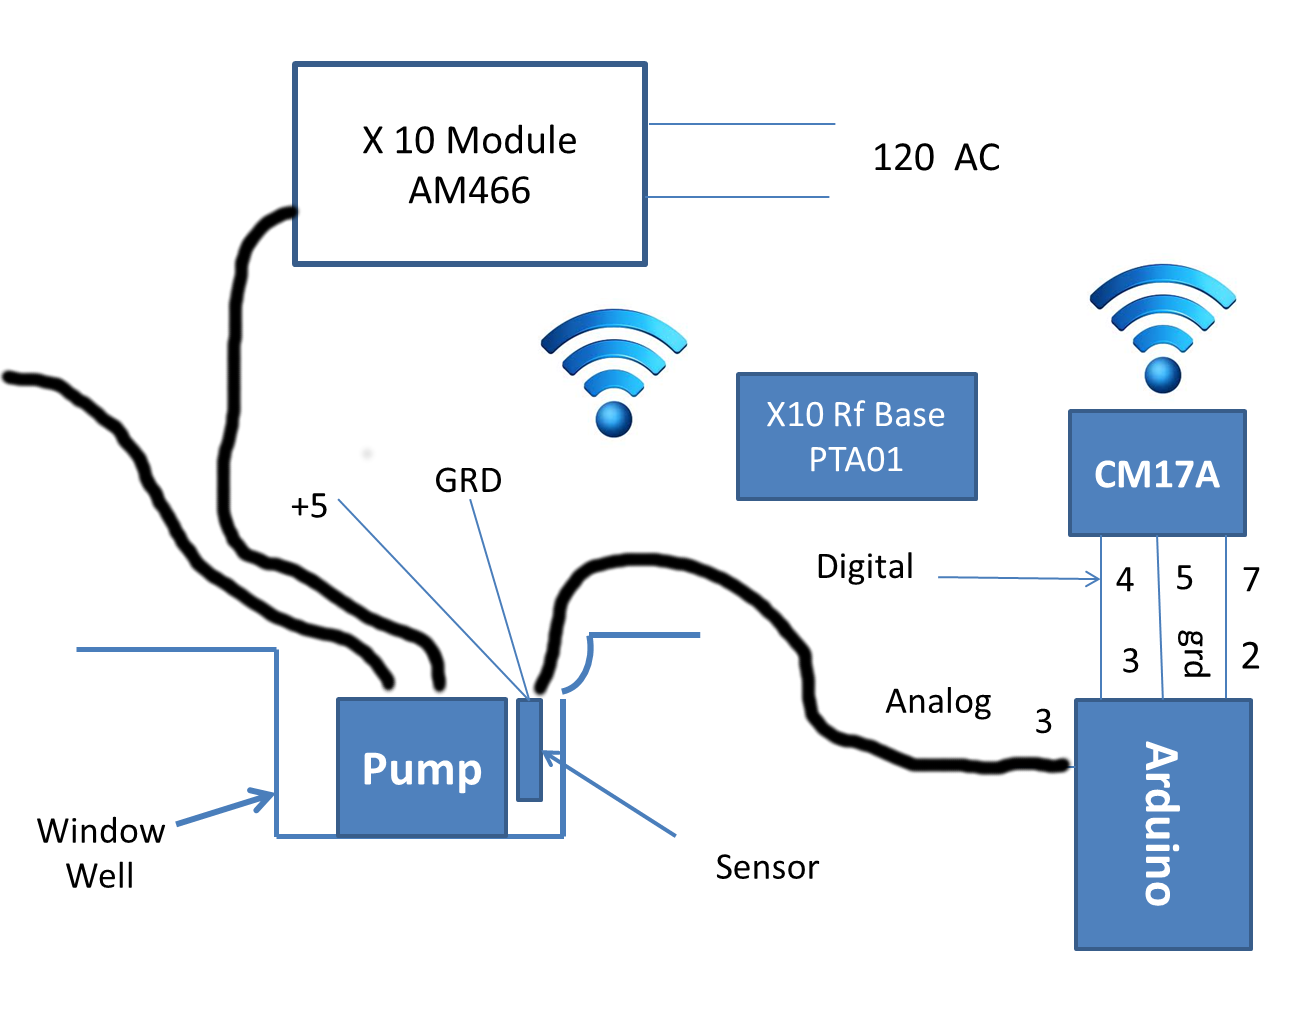 X 10 Module
AM466
120 AC
X10 Rf Base
PTA01
CM17A
GRD
+5
Digital
4
5
7
3
grd
2
Analog
3
Pump
Arduino
Window
Well
Sensor